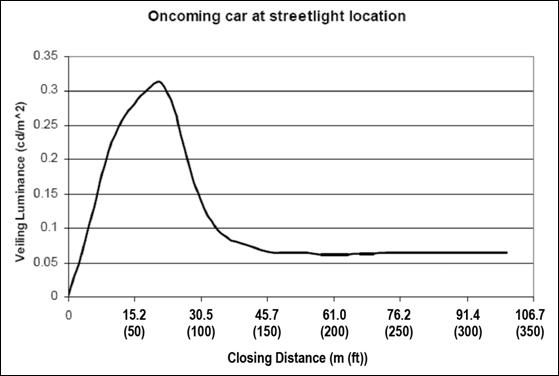 Oncoming car at streetlight location
Veiling Luminance (cd/m^2)
0.35
0.3
0.25
0.2
0.15
0.1
0.05
0
0 15.2 30.5 45.7 61.0 76.2 91.4 106.7
(50) (100) (150) (200) (250) (300) (350)
Closing Distance (m (ft))